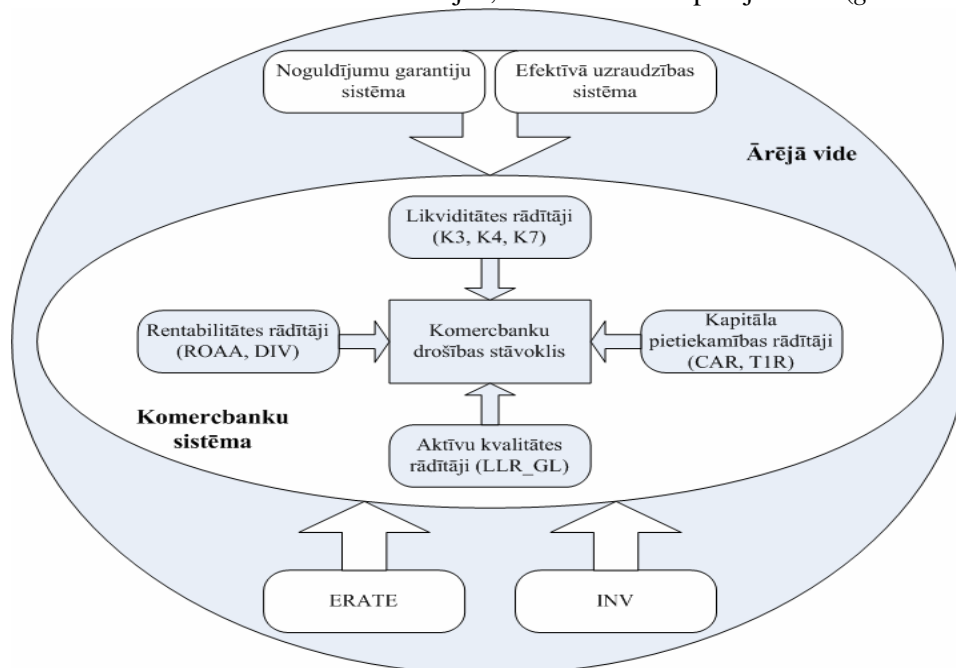 Noguldījumu garantiju
sistēma
Efektīvā uzraudzības
sistēma
Ārējā vide
Likviditātes rādītāji
(K3, K4, K7)
Rentabilitātes rādītāji
(ROAA, DIV)
Komercbanku
drošības stāvoklis
Kapitāla
pietiekamības rādītāji
(CAR, T1R)
Komercbanku
sistēma
Aktīvu kvalitātes
rādītāji (LLR_GL)
ERATE
INV